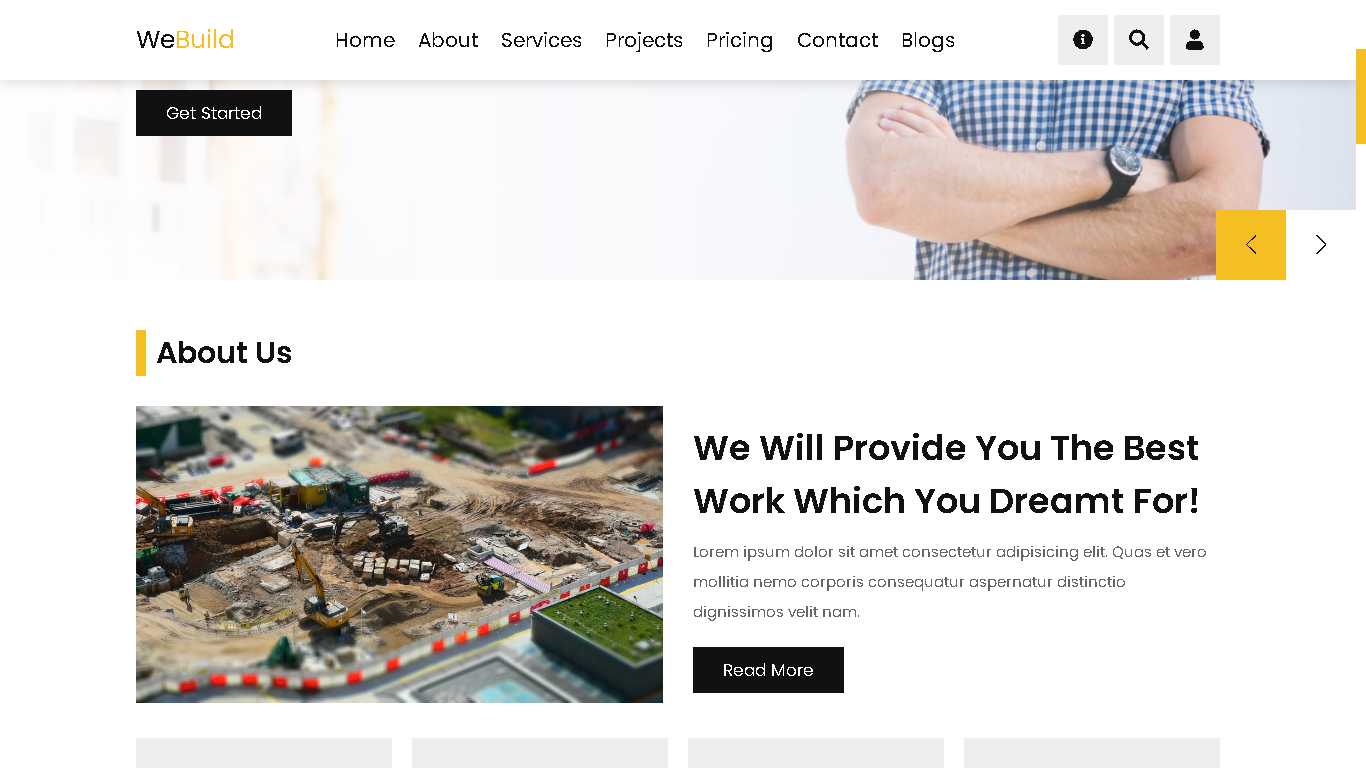 WeBuild
Home About Services Projects Pricing Contact Blogs
Get Started
About Us
We Will Provide You The Best
Work Which You Dreamt For!
Lorem ipsum dolor sit amet consectetur adipisicing elit. Quas et vero
mollitia nemo corporis consequatur aspernatur distinctio
dignissimos velit nam.
Read More